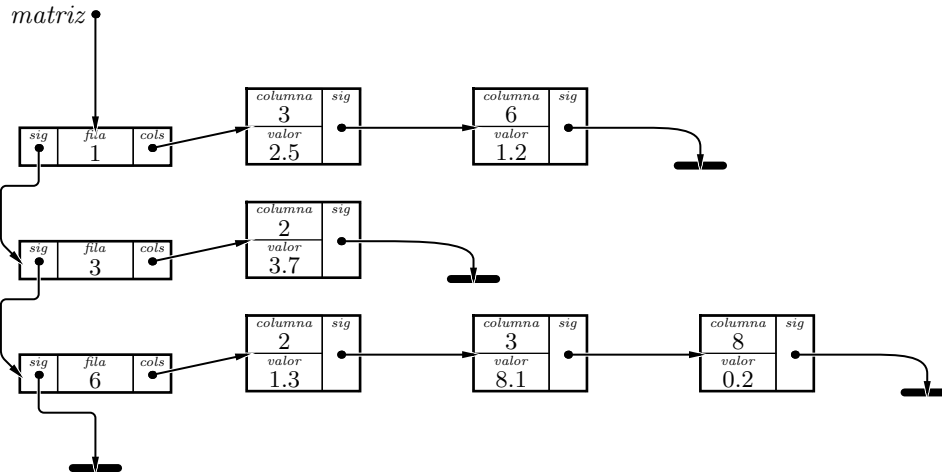 matriz
columna sig columna sig
3 6
sig fila cols valor valor
1 2.5 1.2
columna sig
2
sig fila cols valor
3 3.7
columna sig columna sig columna sig
2 3 8
sig fila cols valor valor valor
6 1.3 8.1 0.2